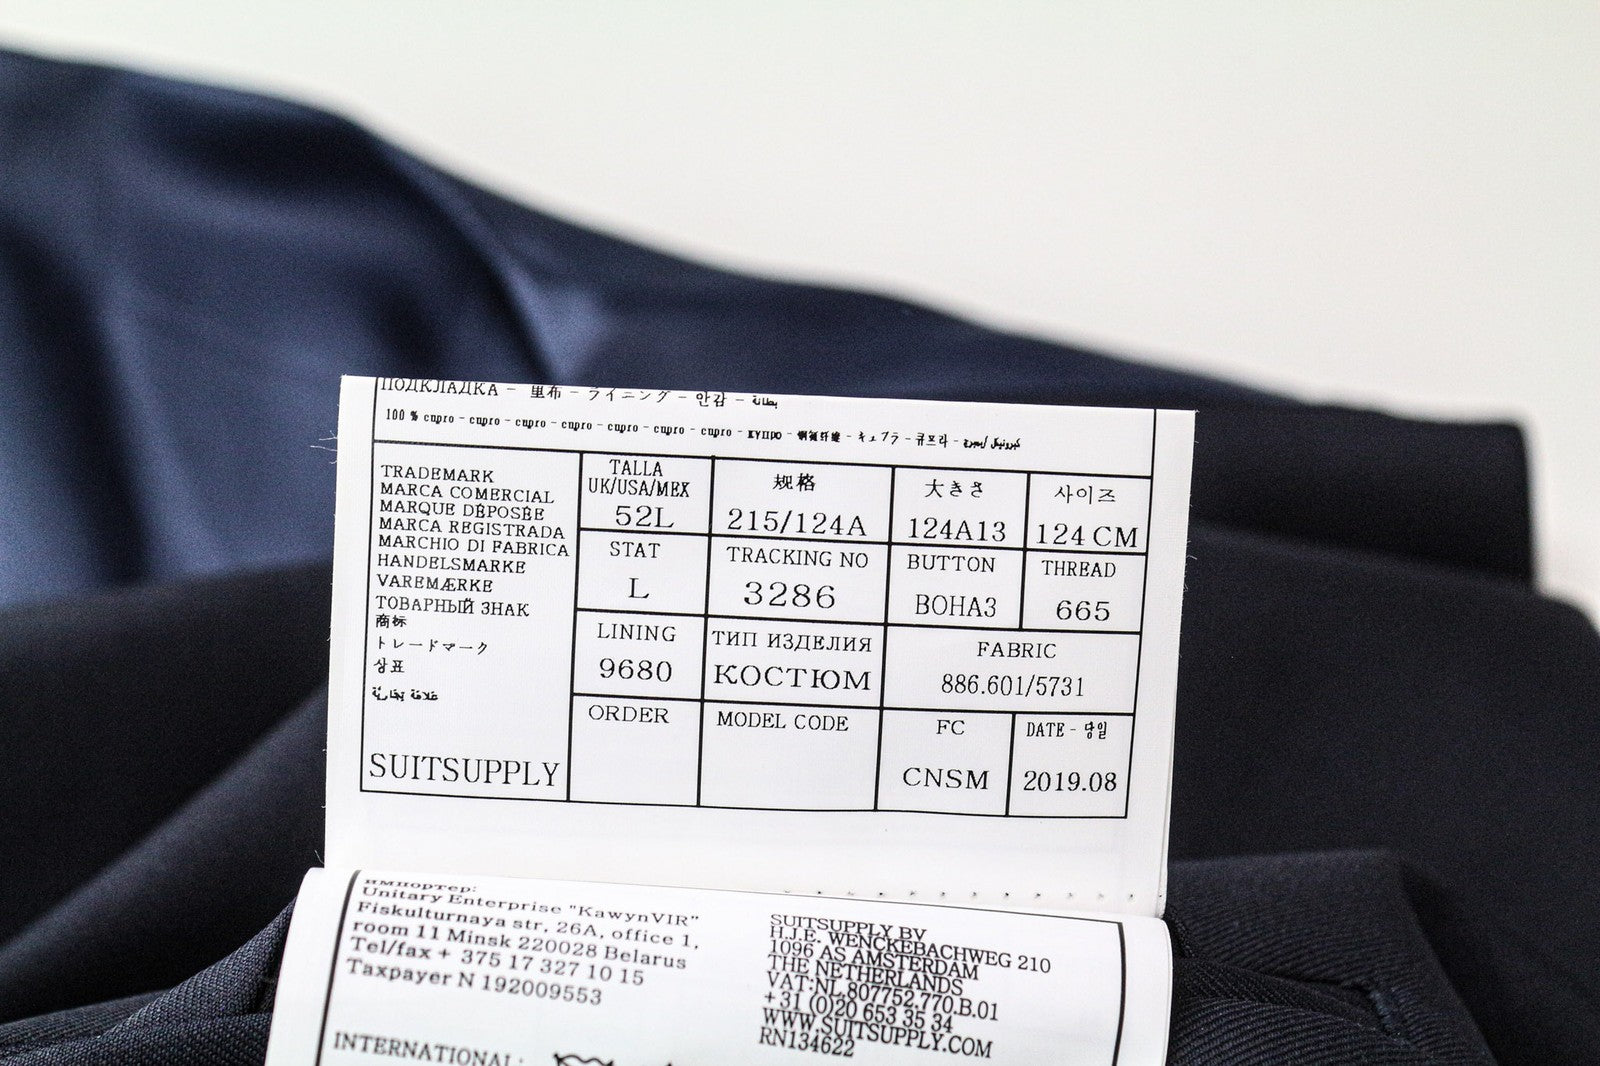 ПОДКЛАДКА - 里布 - ライニング - 안감 - بطانة
100 % cupro - cupro - cupro - cupro - cupro - cupro - cupro - купро - - キュプラ - 큐프라 -
TRADEMARK
MARCA COMERCIAL
MARQUE DÉPOSÉE
MARCA REGISTRADA
MARCHIO DI FABRICA
HANDELSMARKE
VAREMÆRKE
ТОВАРНЫЙ ЗНАК
商标
トレードマーク
상표
علامة تجارية
SUITSUPPLY
TALLA
UK/USA/MEX
52L
规格
215/124A
大きさ
124A13
사이즈
124 CM
STAT
L
TRACKING NO
3286
BUTTON
BOHA3
THREAD
665
LINING
9680
ТИП ИЗДЕЛИЯ
КОСТЮМ
FABRIC
886.601/5731
ORDER
MODEL CODE
FC
CNSM
DATE - 당일
2019.08
импортер:
Unitary Enterprise "KawynVIR"
Fiskulturnaya str, 26A, office 1,
room 11 Minsk 220028 Belarus
Tel/fax + 375 17 327 10 15
Taxpayer N 192009553
INTERNATIONAL:
SUITSUPPLY BV
H.J.E. WENCKEBACHWEG 210
1096 AS AMSTERDAM
THE NETHERLANDS
VAT:NL.807752.770.B.01
+31 (0)20 653 35 34
WWW.SUITSUPPLY.COM
RN134622